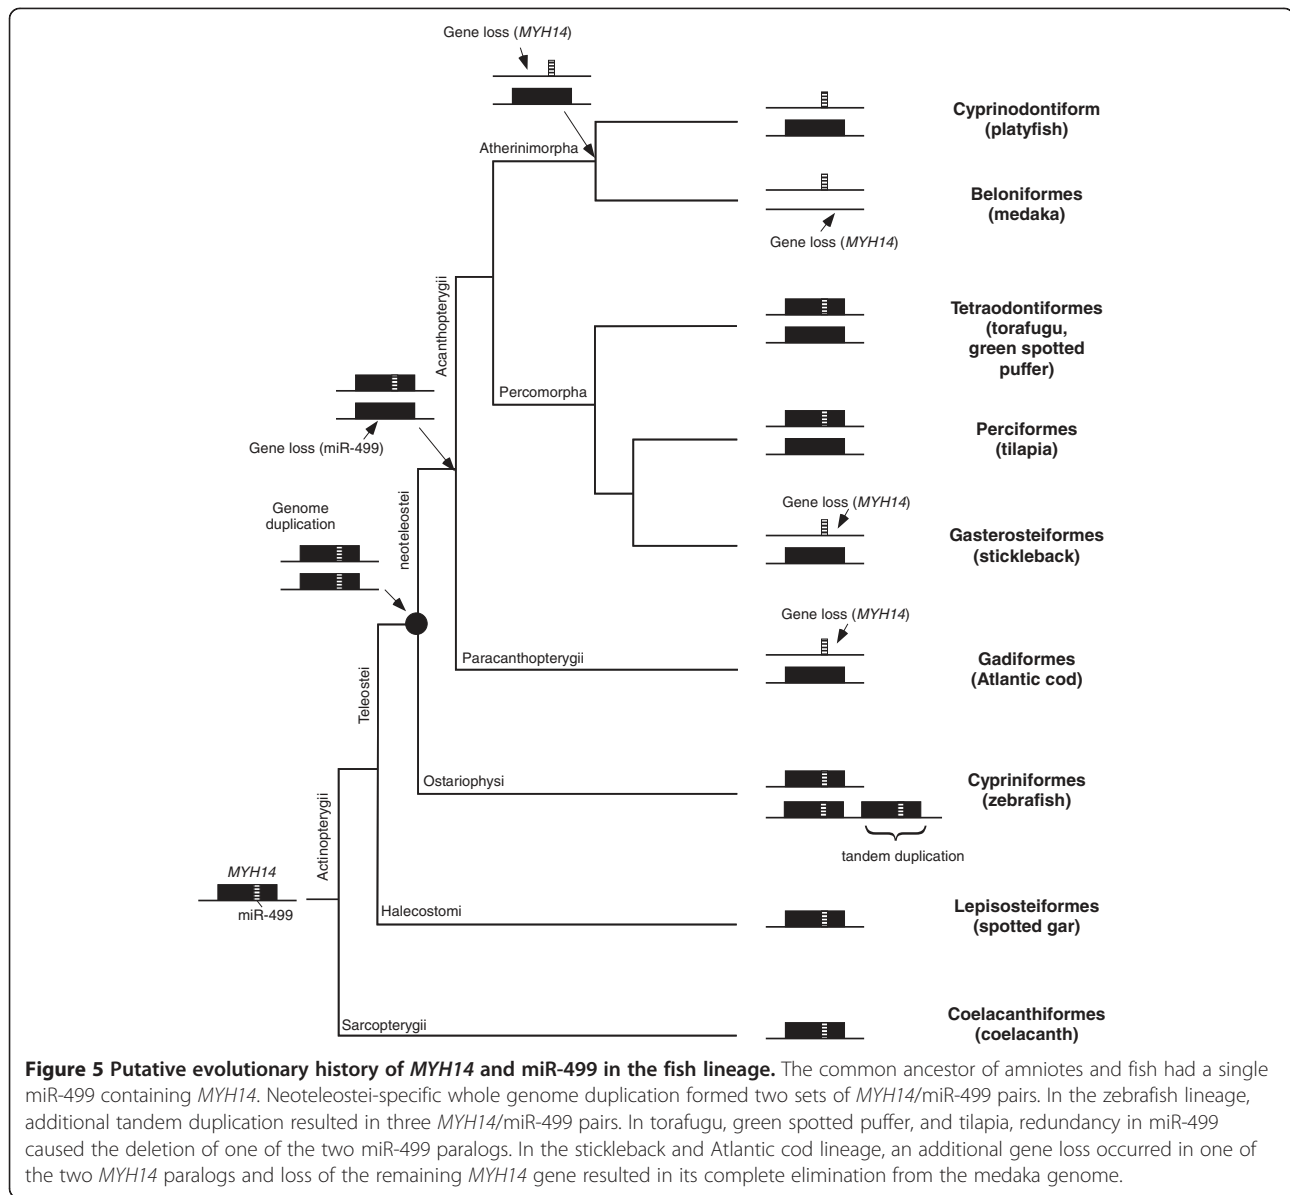 Gene loss (MYH14)
Cyprinodontiform
(platyfish)
Atherinimorpha
Beloniformes
(medaka)
Gene loss (MYH14)
Acanthopterygii
Tetraodontiformes
(torafugu,
green spotted
puffer)
Percomorpha
Gene loss (miR-499)
Perciformes
(tilapia)
Genome
duplication
neoteleostei
Gene loss (MYH14)
Gasterosteiformes
(stickleback)
Gene loss (MYH14)
Paracanthopterygii
Gadiformes
(Atlantic cod)
Teleostei
Ostariophysi
Cypriniformes
(zebrafish)
tandem duplication
Actinopterygii
MYH14
miR-499
Halecostomi
Lepisosteiformes
(spotted gar)
Sarcopterygii
Coelacanthiformes
(coelacanth)
Figure 5 Putative evolutionary history of MYH14 and miR-499 in the fish lineage. The common ancestor of amniotes and fish had a single
miR-499 containing MYH14. Neoteleostei-specific whole genome duplication formed two sets of MYH14/miR-499 pairs. In the zebrafish lineage,
additional tandem duplication resulted in three MYH14/miR-499 pairs. In torafugu, green spotted puffer, and tilapia, redundancy in miR-499
caused the deletion of one of the two miR-499 paralogs. In the stickleback and Atlantic cod lineage, an additional gene loss occurred in one of
the two MYH14 paralogs and loss of the remaining MYH14 gene resulted in its complete elimination from the medaka genome.